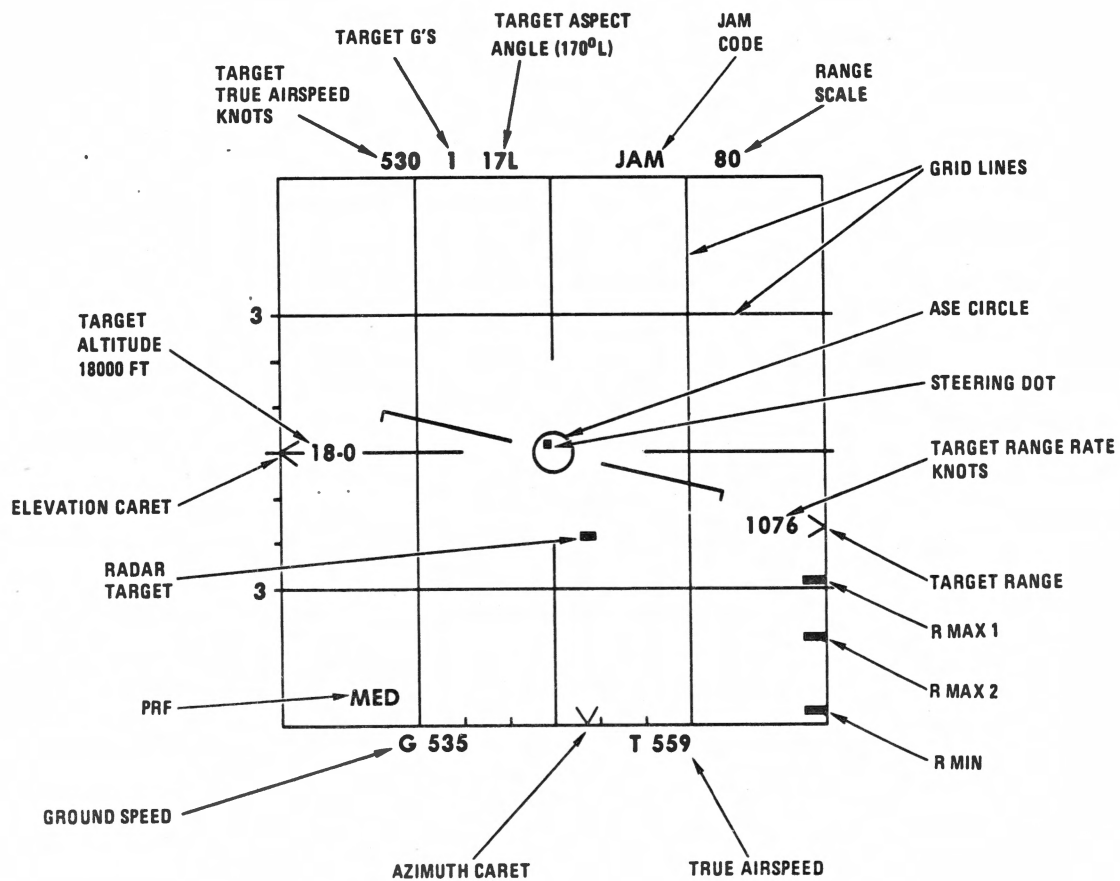 TARGET G'S
TARGET ASPECT
ANGLE (170⁰L)
JAM
CODE
TARGET
TRUE AIRSPEED
KNOTS
RANGE
SCALE
530 1 17L JAM 80
GRID LINES
3
ASE CIRCLE
TARGET
ALTITUDE
18000 FT
STEERING DOT
18-0
TARGET RANGE RATE
KNOTS
ELEVATION CARET
1076
RADAR
TARGET
TARGET RANGE
3
R MAX 1
R MAX 2
PRF
MED
G 535
T 559
R MIN
GROUND SPEED
AZIMUTH CARET
TRUE AIRSPEED